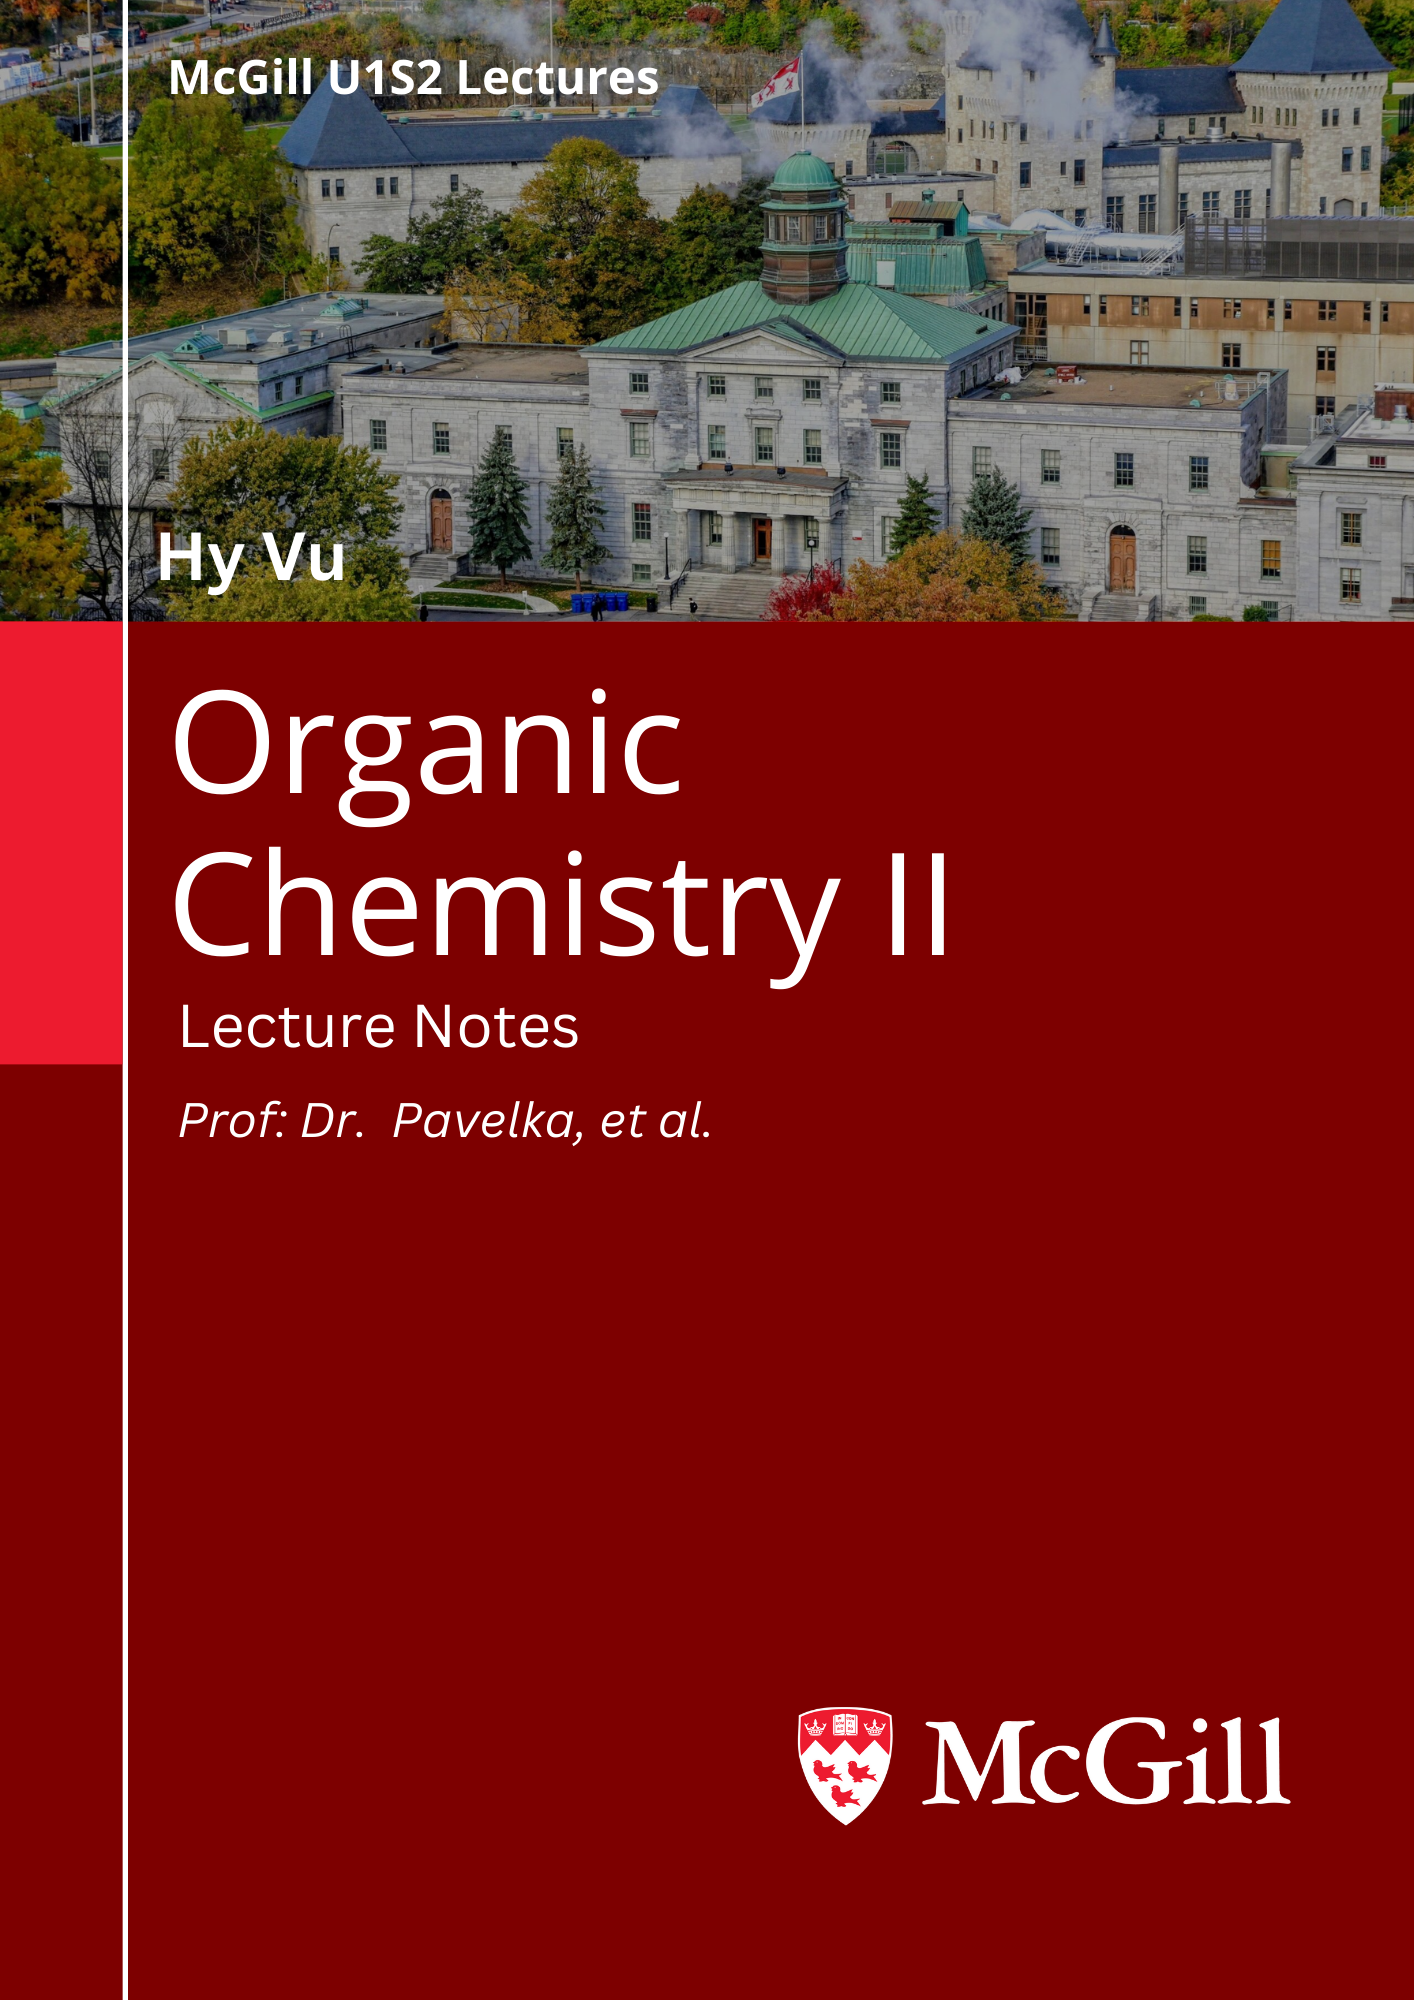 McGill U1S2 Lectures
Hy Vu
Organic
Chemistry II
Lecture Notes
Prof: Dr. Pavelka, et al.
McGill